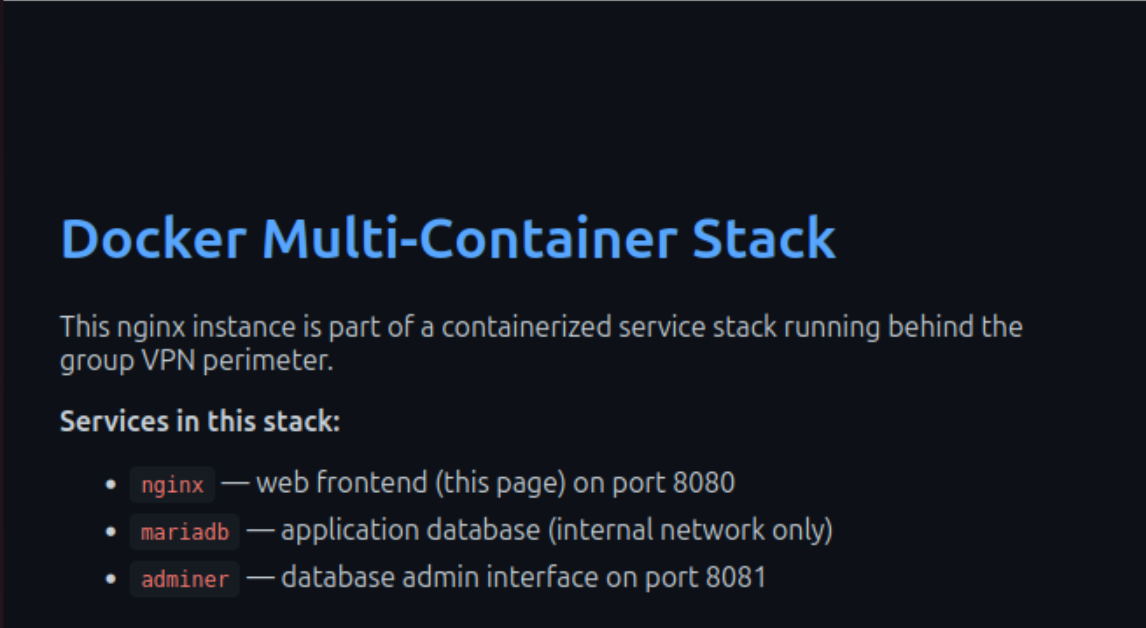 Docker Multi-Container Stack
This nginx instance is part of a containerized service stack running behind the
group VPN perimeter.
Services in this stack:
• nginx — web frontend (this page) on port 8080
• mariadb — application database (internal network only)
• adminer — database admin interface on port 8081